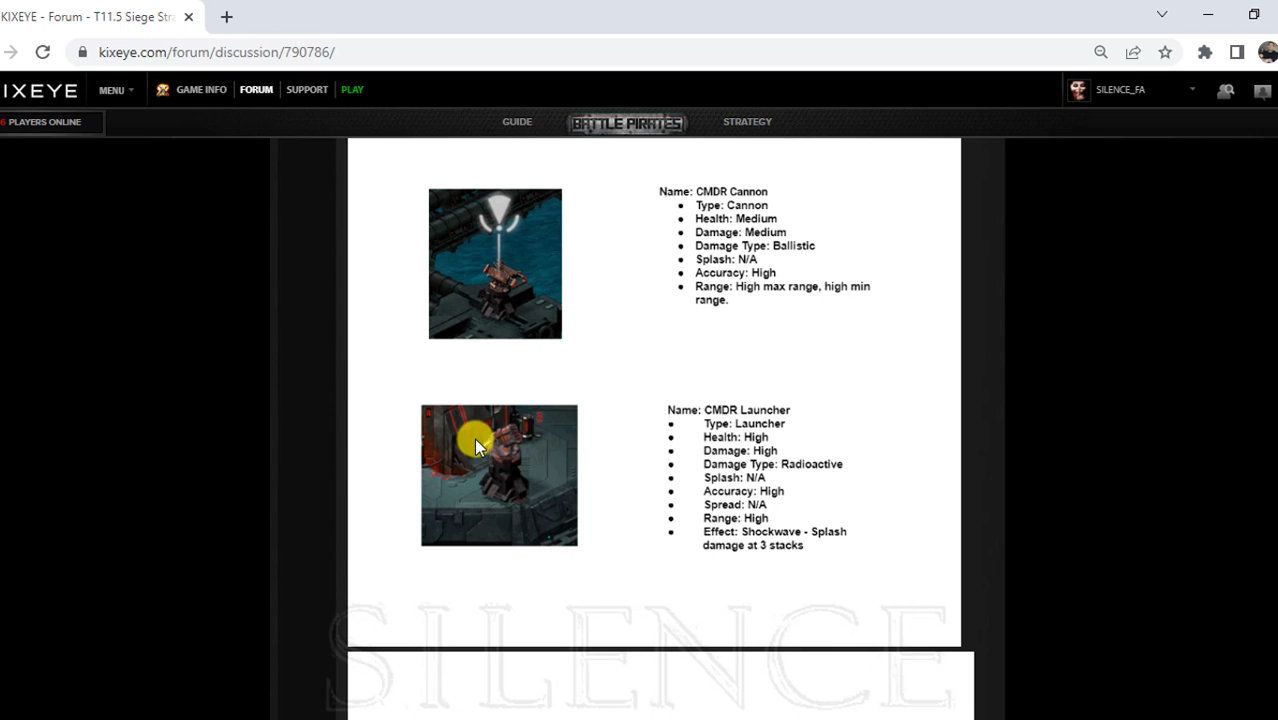 KIXEYE - Forum - T11.5 Siege Stra
kixeye.com/forum/discussion/790786/
IXEYE MENU GAME INFO FORUM SUPPORT PLAY SILENCE_FA
6 PLAYERS ONLINE GUIDE BATTLE PIRATES STRATEGY
Name: CMDR Cannon
Type: Cannon
Health: Medium
Damage: Medium
Damage Type: Ballistic
Splash: N/A
Accuracy: High
Range: High max range, high min
range.
Name: CMDR Launcher
Type: Launcher
Health: High
Damage: High
Damage Type: Radioactive
Splash: N/A
Accuracy: High
Spread: N/A
Range: High
Effect: Shockwave - Splash
damage at 3 stacks
SILENCE